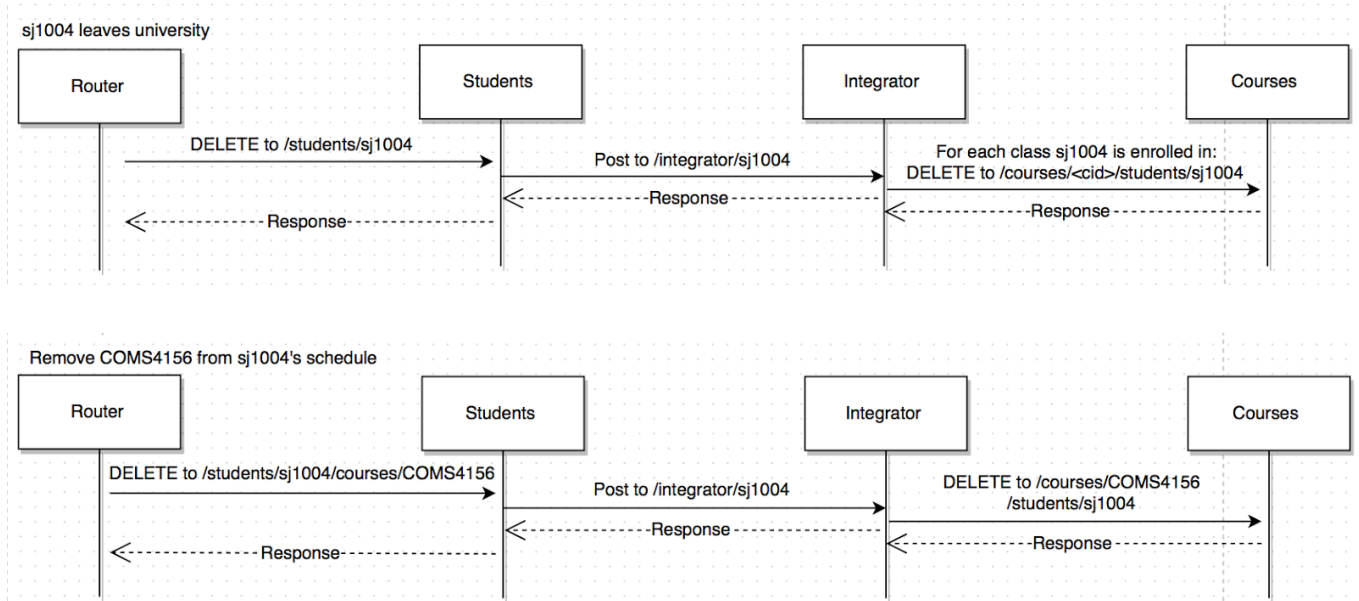 sj1004 leaves university
Router
Students
Integrator
Courses
DELETE to /students/sj1004
Post to /integrator/sj1004
For each class sj1004 is enrolled in:
DELETE to /courses/<cid>/students/sj1004
Response
Response
Response
Remove COMS4156 from sj1004's schedule
Router
Students
Integrator
Courses
DELETE to /students/sj1004/courses/COMS4156
Post to /integrator/sj1004
DELETE to /courses/COMS4156
/students/sj1004
Response
Response
Response